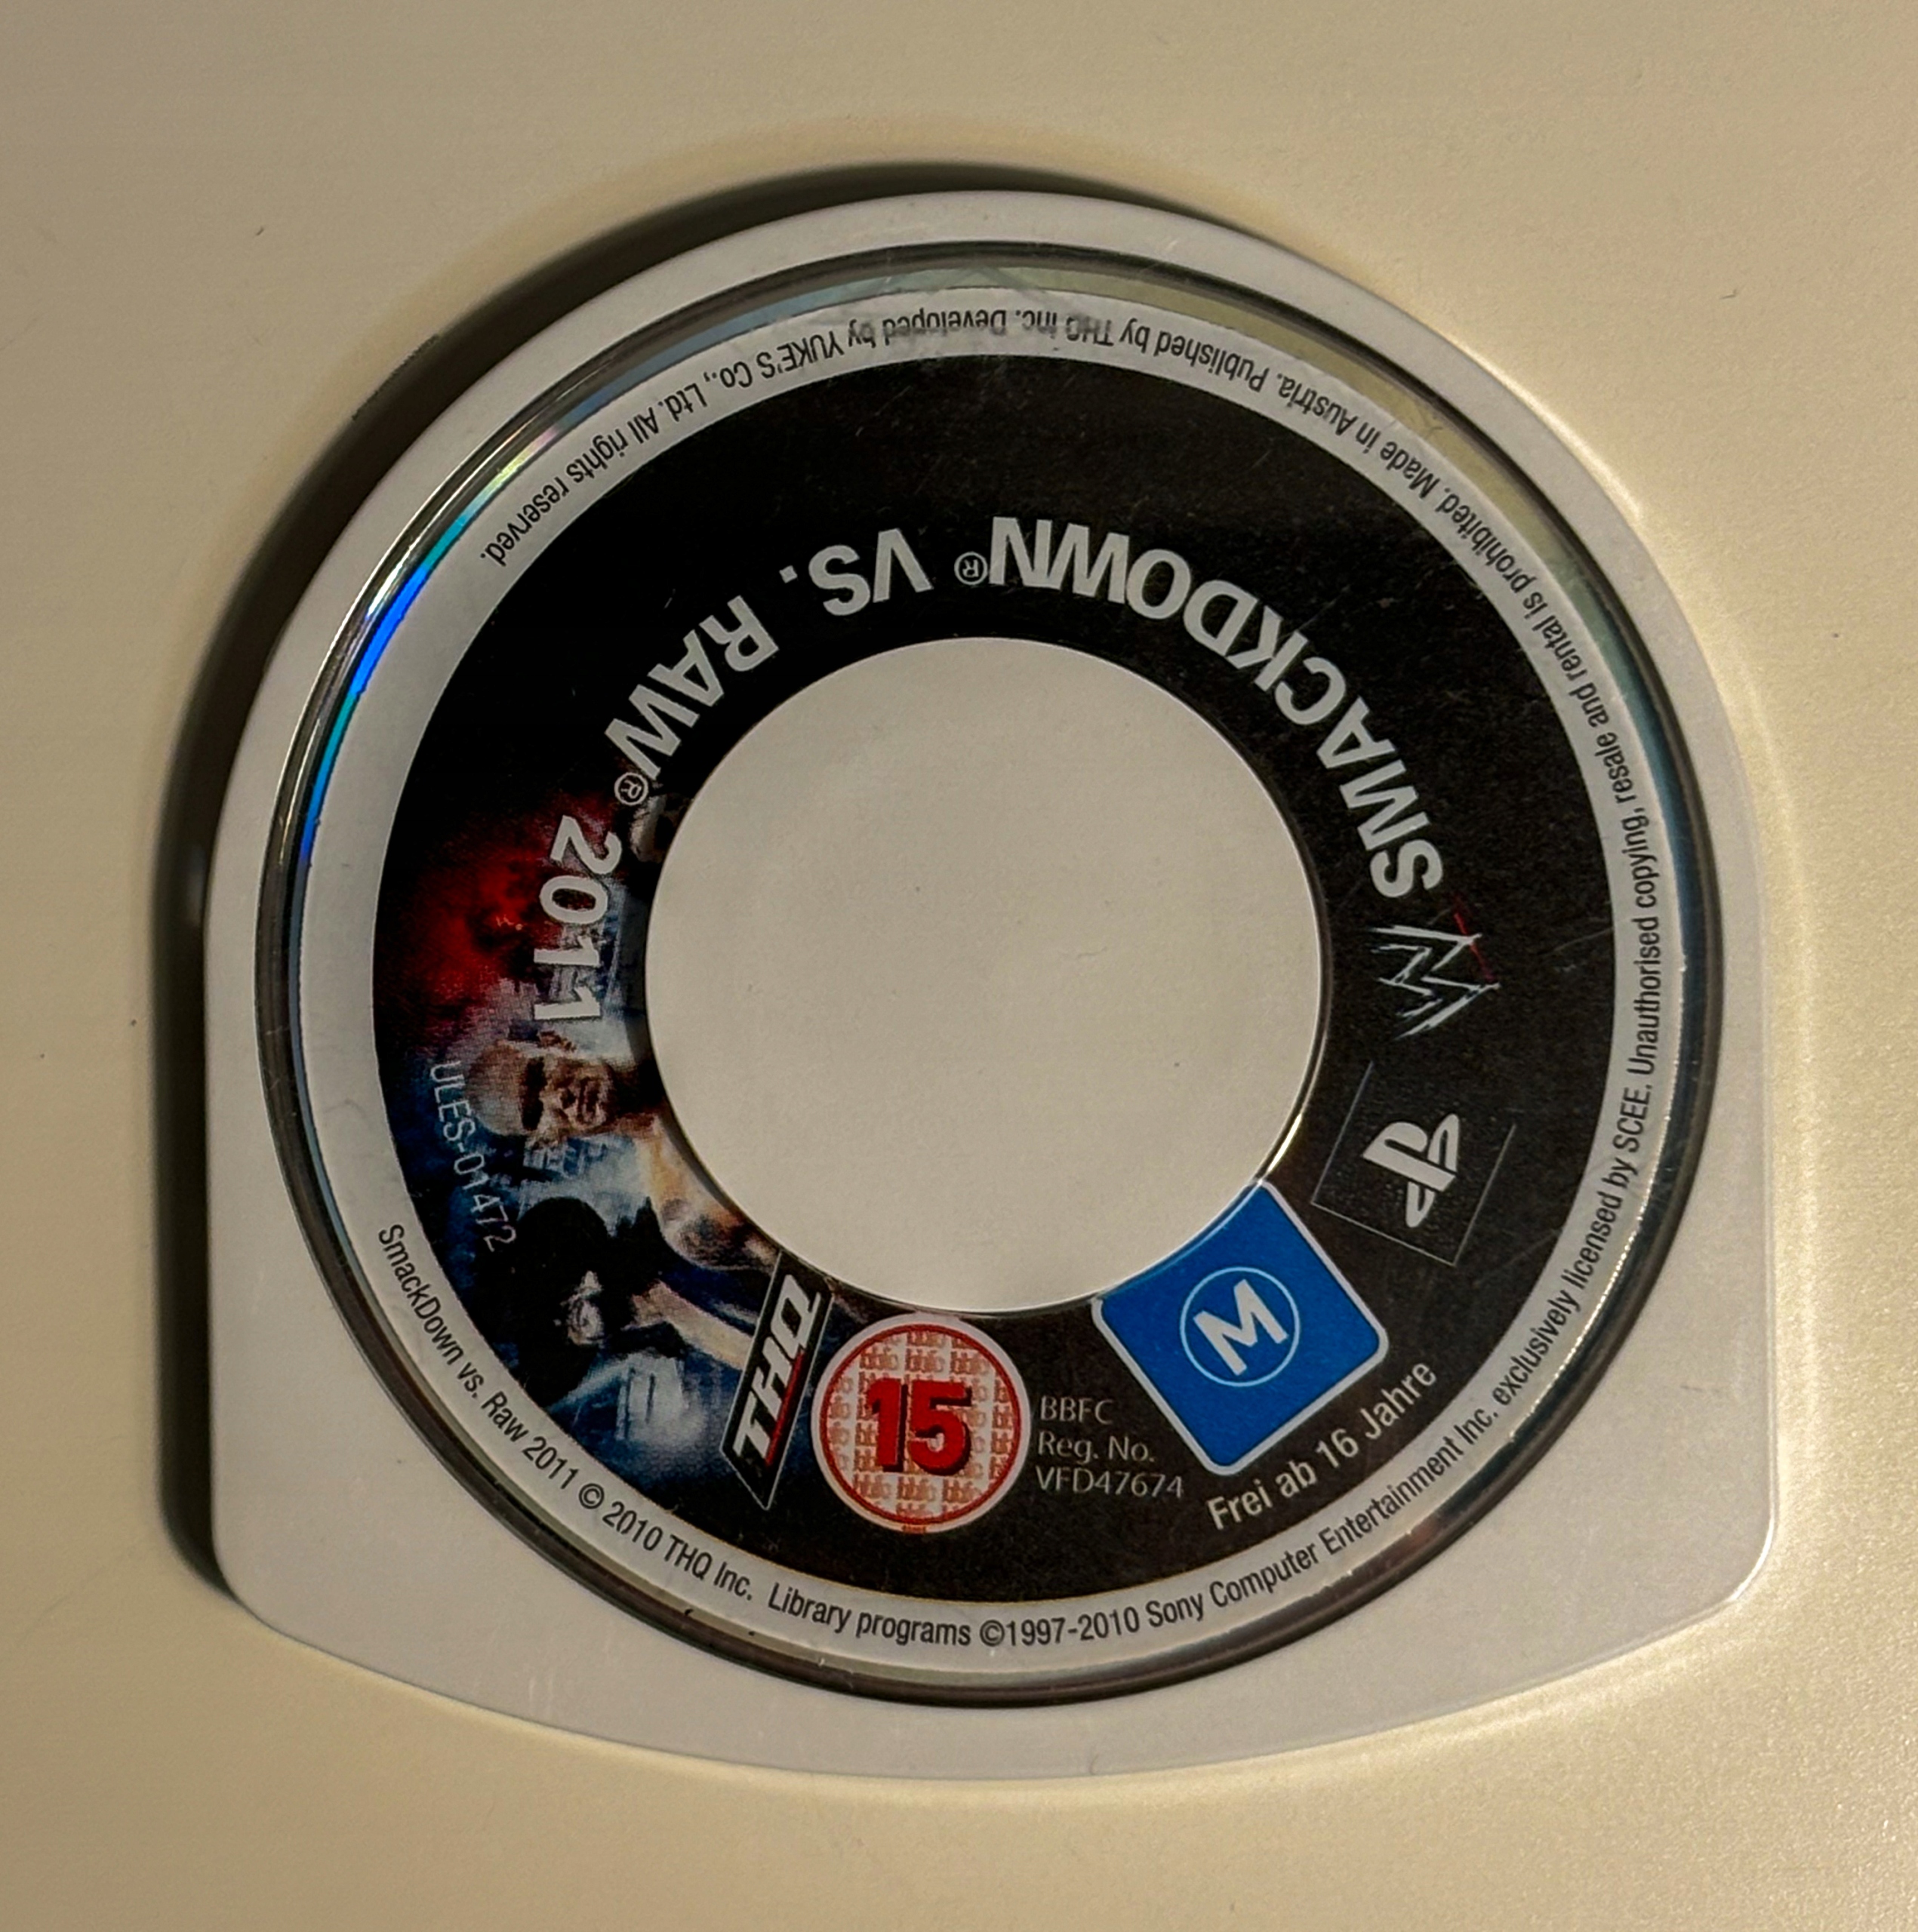 SMACKDOWN® VS. RAW® 2011
ULES-01472
THQ
15
BBFC
Reg. No.
VFD47674
M
Frei ab 16 Jahre
SmackDown vs. Raw 2011 © 2010 THQ Inc. Library programs ©1997-2010 Sony Computer Entertainment Inc. exclusively licensed by SCEE. Unauthorised copying, resale and rental is prohibited. Made in Austria. Published by THQ Inc. Developed by YUKE'S Co., Ltd. All rights reserved.